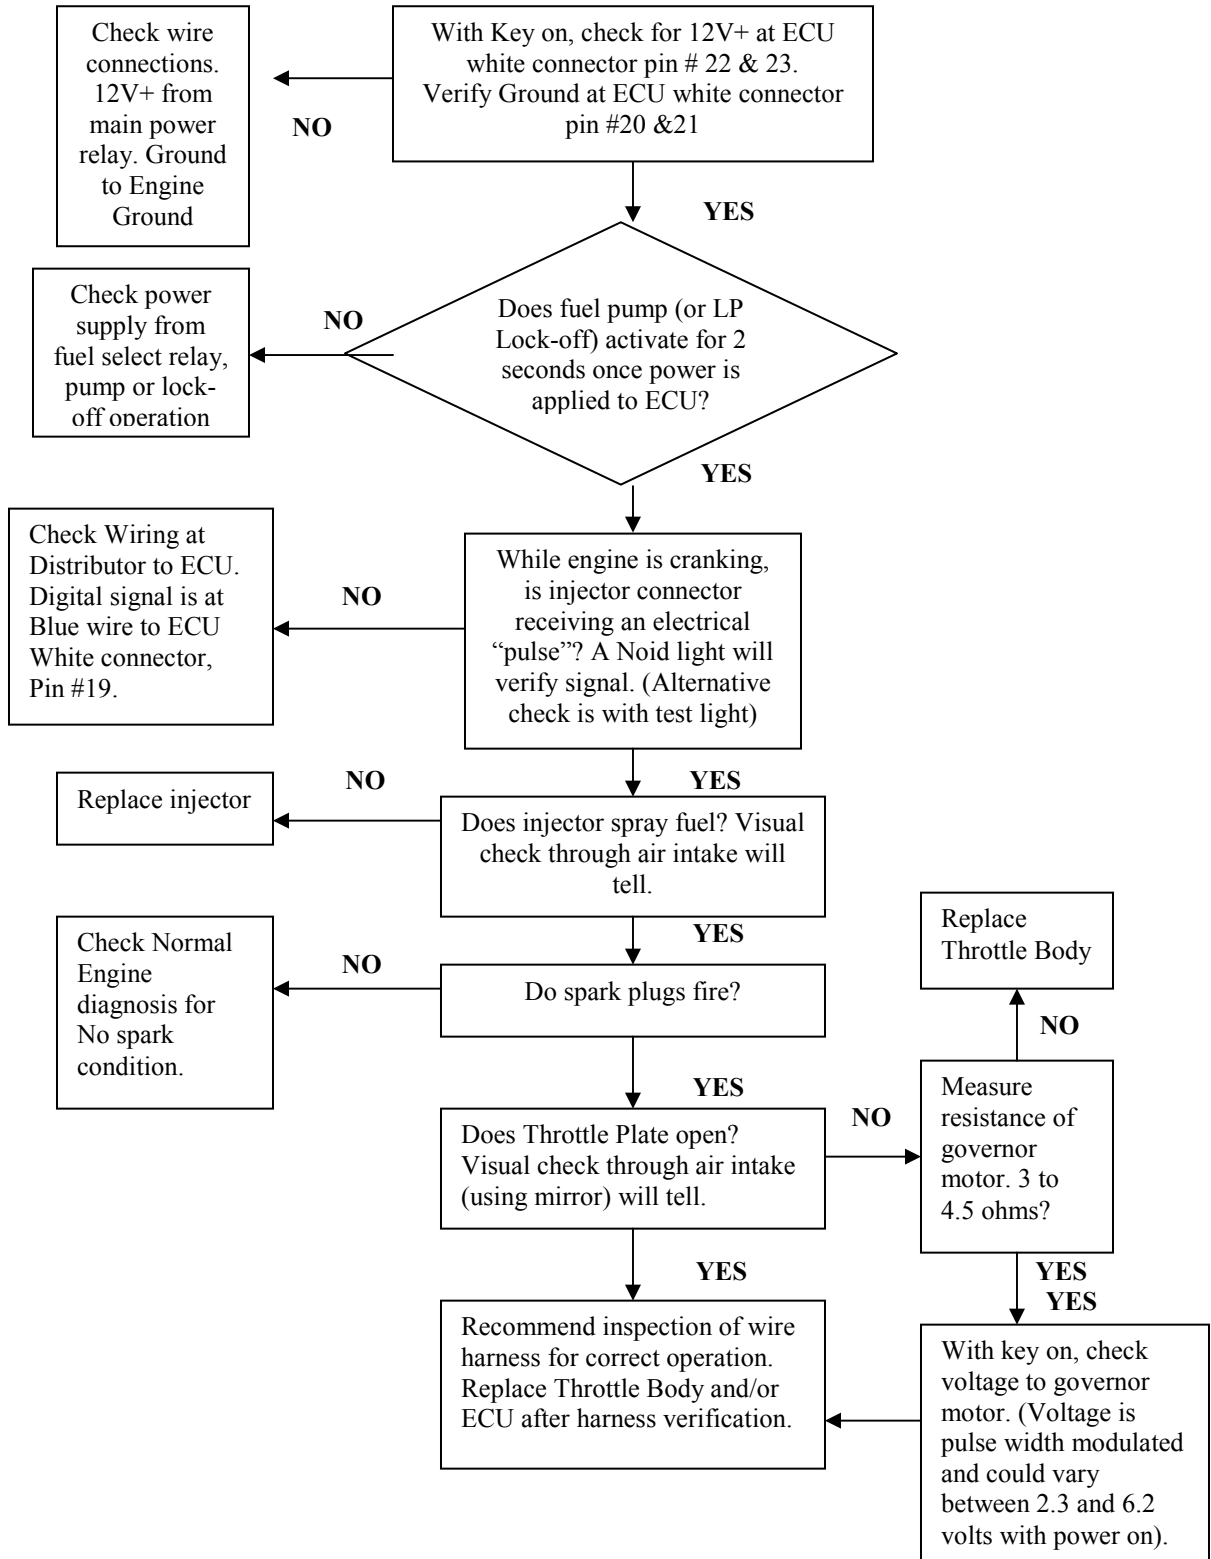 Check wire
connections.
12V+ from
main power
relay. Ground
to Engine
Ground
With Key on, check for 12V+ at ECU
white connector pin # 22 & 23.
Verify Ground at ECU white connector
pin #20 &21
NO
YES
Check power
supply from
fuel select relay,
pump or lock-
off operation
NO
Does fuel pump (or LP
Lock-off) activate for 2
seconds once power is
applied to ECU?
YES
Check Wiring at
Distributor to ECU.
Digital signal is at
Blue wire to ECU
White connector,
Pin #19.
NO
While engine is cranking,
is injector connector
receiving an electrical
“pulse”? A Noid light will
verify signal. (Alternative
check is with test light)
YES
Replace injector
NO
Does injector spray fuel? Visual
check through air intake will
tell.
YES
Check Normal
Engine
diagnosis for
No spark
condition.
NO
Do spark plugs fire?
YES
Replace
Throttle Body
NO
Does Throttle Plate open?
Visual check through air intake
(using mirror) will tell.
NO
Measure
resistance of
governor
motor. 3 to
4.5 ohms?
YES
YES
YES
Recommend inspection of wire
harness for correct operation.
Replace Throttle Body and/or
ECU after harness verification.
With key on, check
voltage to governor
motor. (Voltage is
pulse width modulated
and could vary
between 2.3 and 6.2
volts with power on).